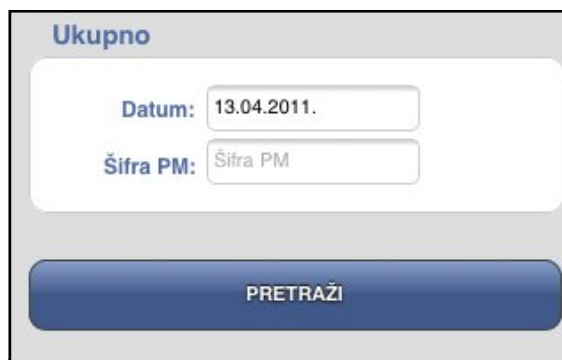 Ukupno
Datum: 13.04.2011.
Šifra PM: Šifra PM
PRETRAŽI